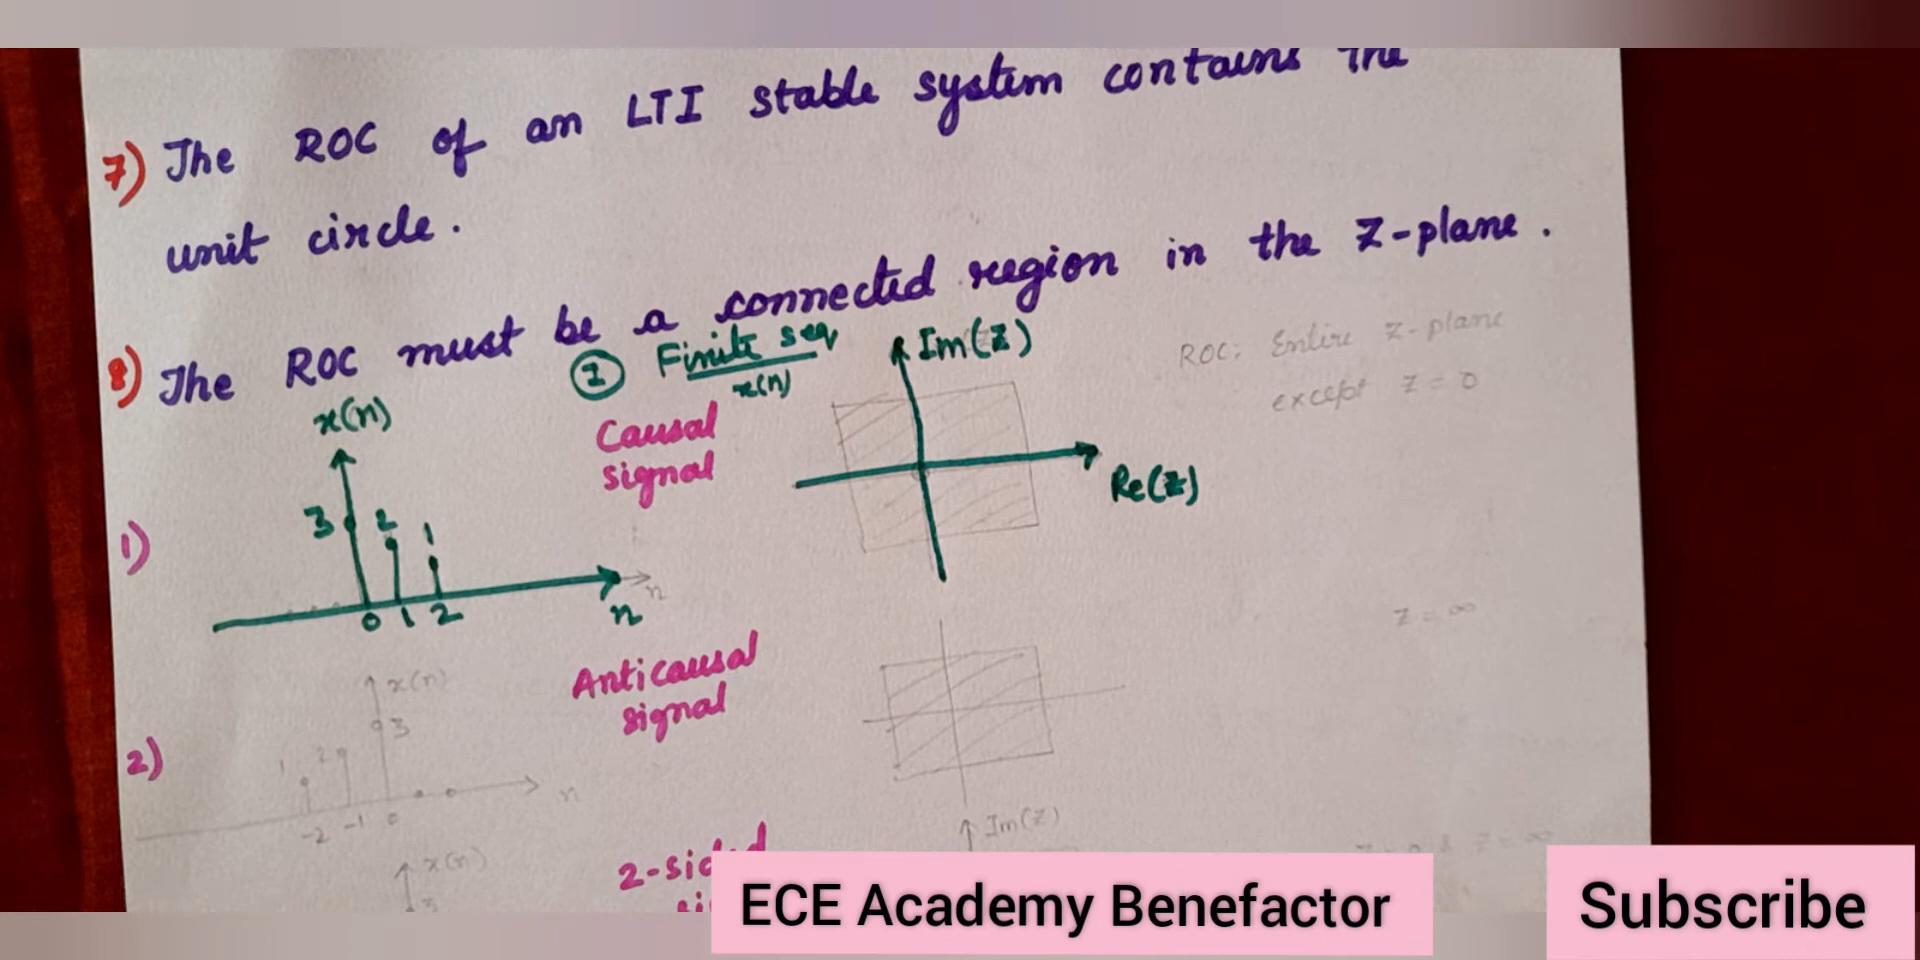 7) The ROC of an LTI stable system contains the
unit circle.
8) The ROC must be a connected region in the Z-plane.
1 Finite seq
x(n)
x(n)
Causal
signal
Im(z)
Re(z)
ROC: Entire z-plane
except z = 0
1)
3 2 1
0 1 2
n
n
z = ∞
Anticausal
signal
2)
x(n)
3
1 2
-2 -1 0
n
x(n)
3
2-sided
Im(z)
z = ∞
ECE Academy Benefactor
Subscribe